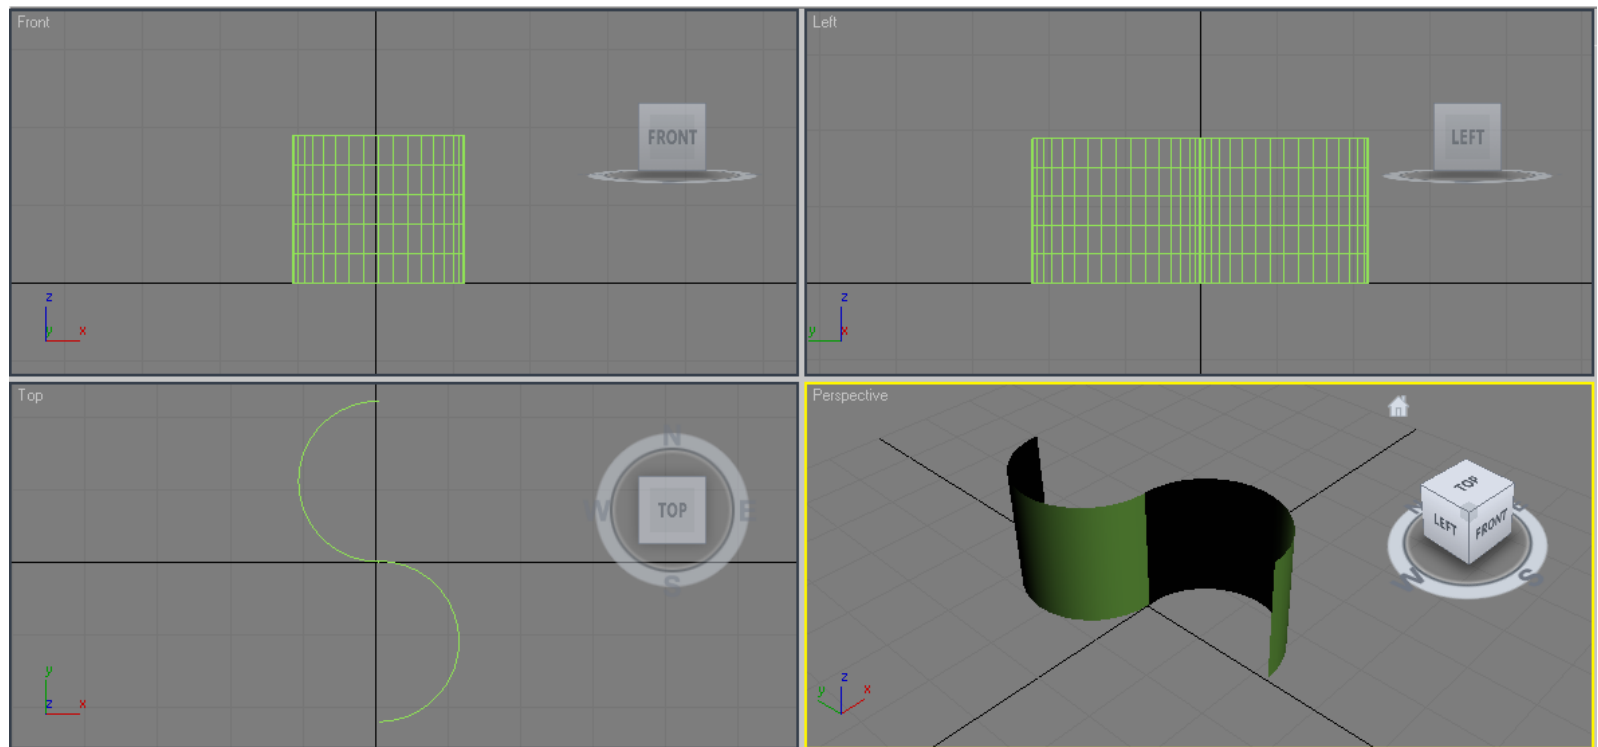 Front
FRONT
z
y x
Left
LEFT
z
y x
Top
N
W TOP E
S
y
z x
Perspective
TOP
LEFT FRONT
W S
z
y x